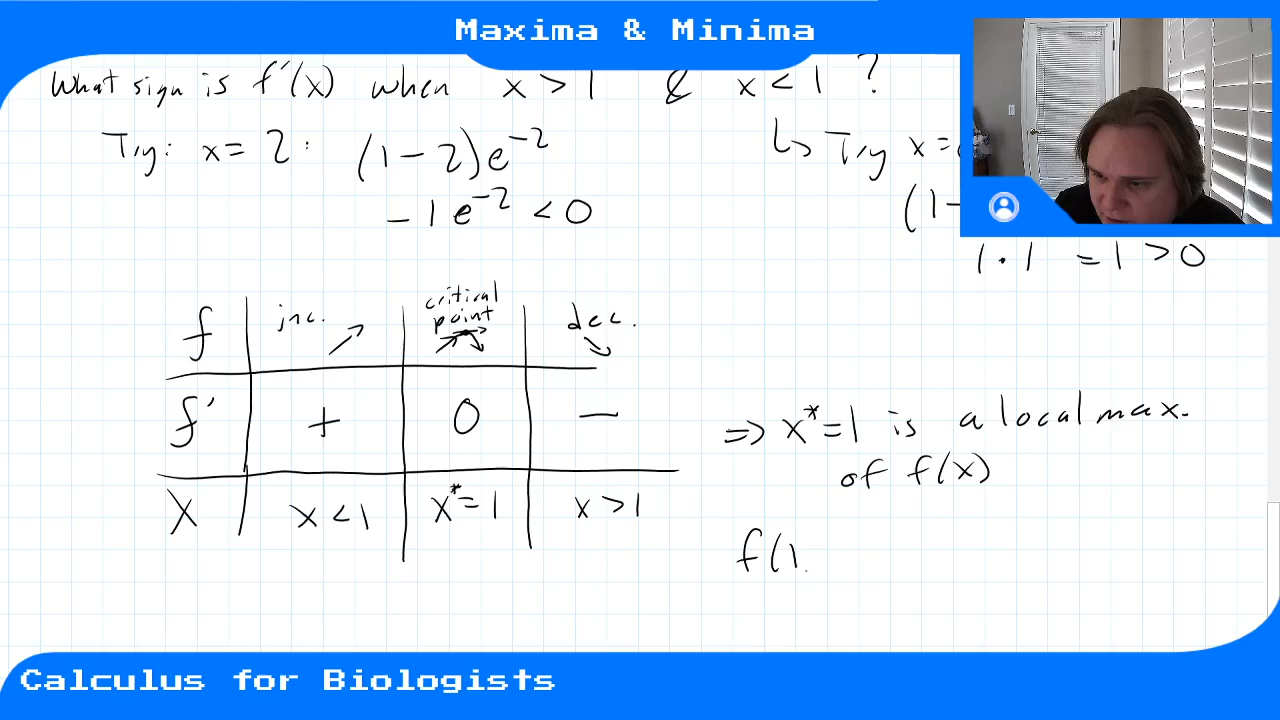 Maxima & Minima
What sign is f'(x) when x > 1 & x < 1 ?
Try: x = 2: (1 - 2)e^-2
-1 e^-2 < 0
↳ Try x =
(1 -
1 · 1 = 1 > 0
f inc. ↗ critical point dec. ↘
f' + 0 —
X x < 1 x* = 1 x > 1
⇒ x* = 1 is a local max.
of f(x)
f(1
Calculus for Biologists